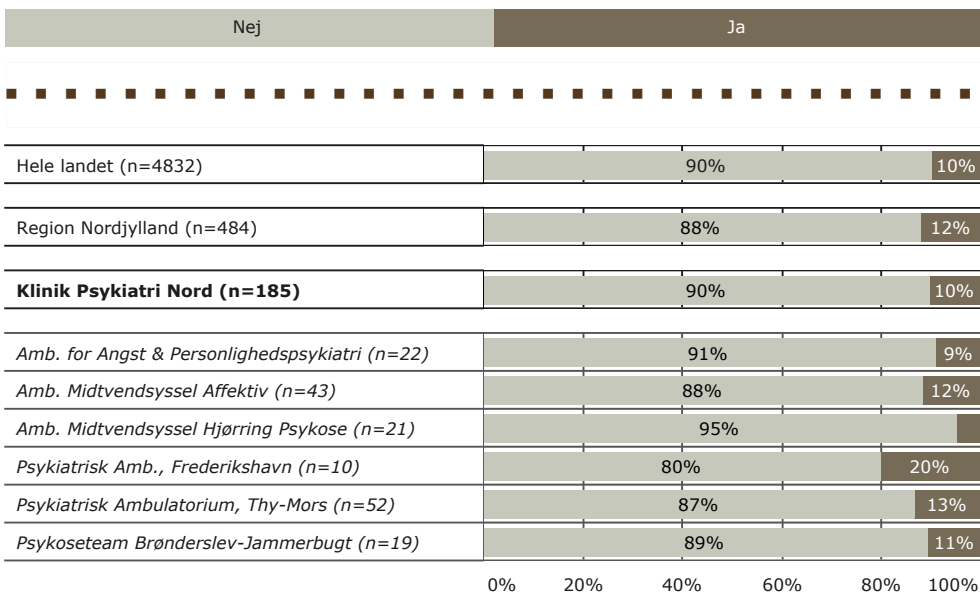 Nej Ja
Hele landet (n=4832) 90% 10%
Region Nordjylland (n=484) 88% 12%
Klinik Psykiatri Nord (n=185) 90% 10%
Amb. for Angst & Personlighedspsykiatri (n=22) 91% 9%
Amb. Midtvendsyssel Affektiv (n=43) 88% 12%
Amb. Midtvendsyssel Hjørring Psykose (n=21) 95%
Psykiatrisk Amb., Frederikshavn (n=10) 80% 20%
Psykiatrisk Ambulatorium, Thy-Mors (n=52) 87% 13%
Psykoseteam Brønderslev-Jammerbugt (n=19) 89% 11%
0% 20% 40% 60% 80% 100%